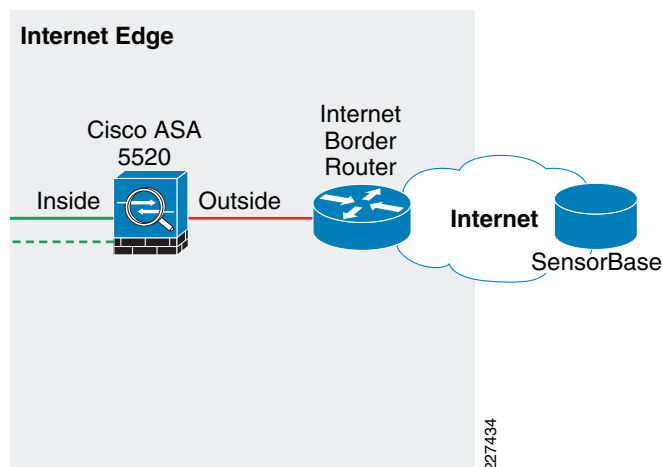 Internet Edge
Internet
Border
Router
Cisco ASA
5520
Inside
Outside
Internet
SensorBase
227434